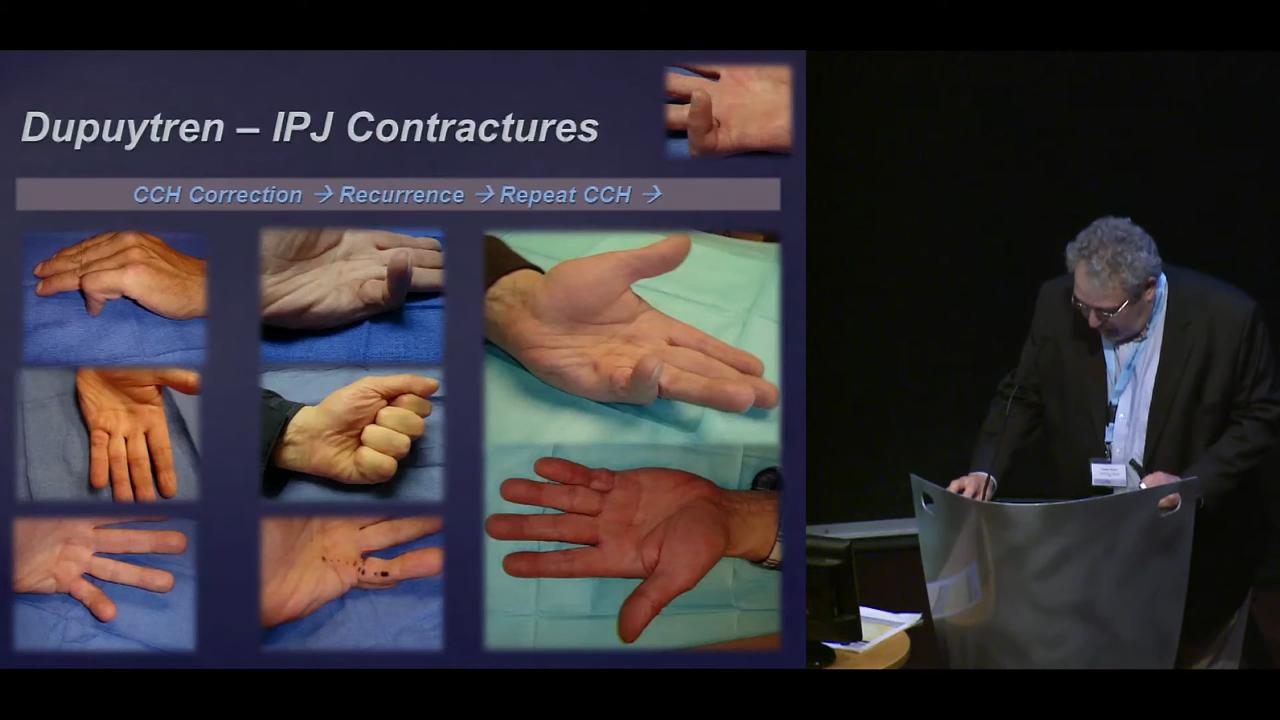 Dupuytren – IPJ Contractures
CCH Correction → Recurrence → Repeat CCH →